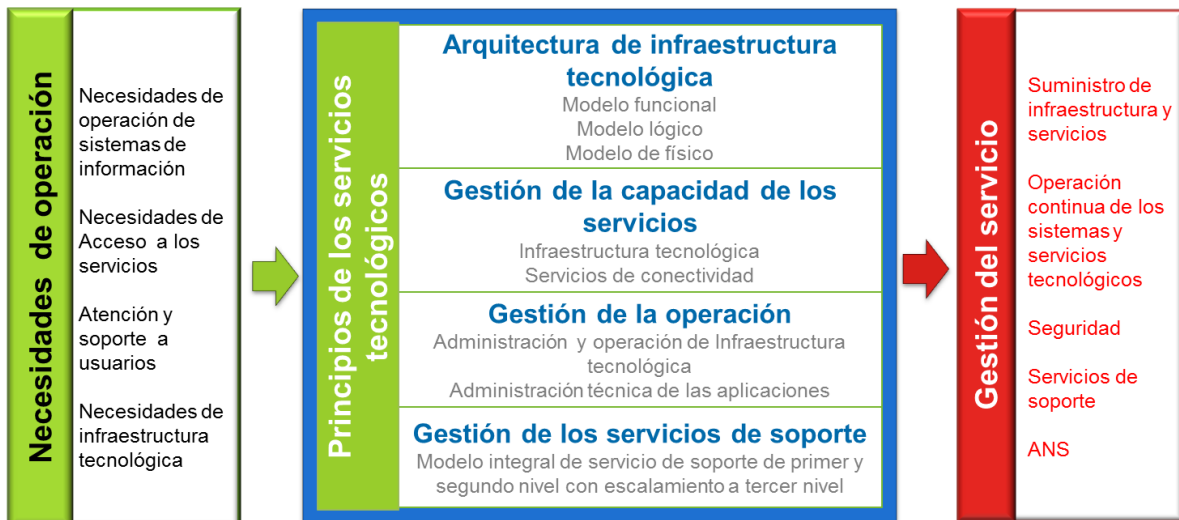 Necesidades de operación
Necesidades de
operación de
sistemas de
información
Necesidades de
Acceso a los
servicios
Atención y
soporte a
usuarios
Necesidades de
infraestructura
tecnológica
Principios de los servicios
tecnológicos
Arquitectura de infraestructura
tecnológica
Modelo funcional
Modelo lógico
Modelo de físico
Gestión de la capacidad de los
servicios
Infraestructura tecnológica
Servicios de conectividad
Gestión de la operación
Administración y operación de Infraestructura
tecnológica
Administración técnica de las aplicaciones
Gestión de los servicios de soporte
Modelo integral de servicio de soporte de primer y
segundo nivel con escalamiento a tercer nivel
Gestión del servicio
Suministro de
infraestructura y
servicios
Operación
continua de los
sistemas y
servicios
tecnológicos
Seguridad
Servicios de
soporte
ANS